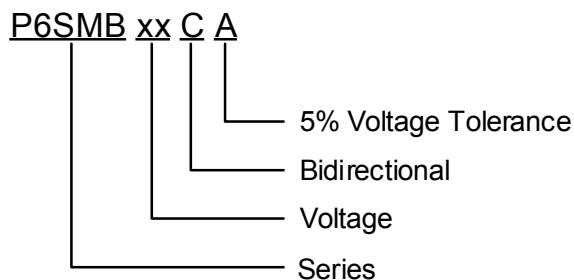 P6SMB xx C A
5% Voltage Tolerance
Bidirectional
Voltage
Series